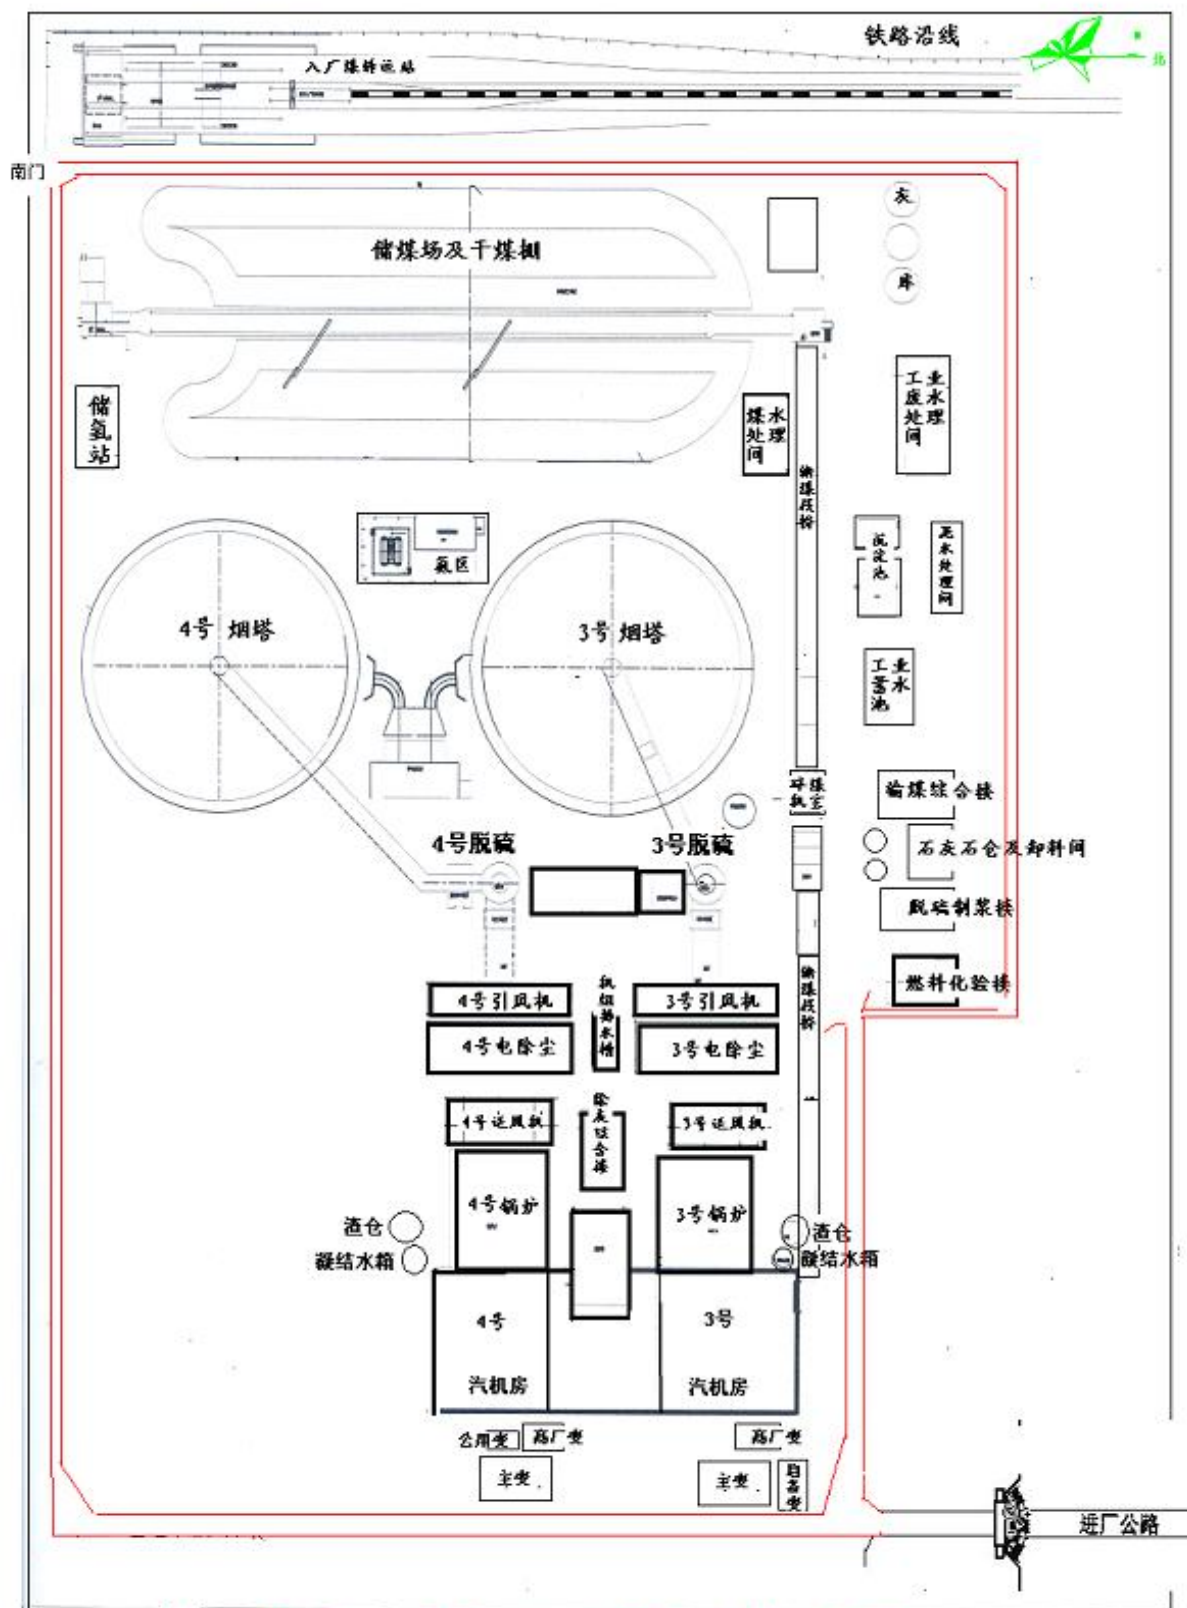 铁路沿线
北
入厂煤转运站
南门
灰
库
储煤场及干煤棚
储氢站
煤水处理间
工业废水处理间
输煤栈桥
沉淀池
泥水处理间
氨区
4号 烟塔
3号 烟塔
工业蓄水池
碎煤机室
输煤综合楼
4号脱硫
3号脱硫
石灰石仓及卸料间
脱硫制浆楼
燃料化验楼
输煤栈桥
4号引风机
3号引风机
4号电除尘
3号电除尘
除灰综合楼
4号送风机
3号送风机
4号锅炉
3号锅炉
渣仓
渣仓
凝结水箱
凝结水箱
4号
汽机房
3号
汽机房
公用变
高厂变
高厂变
主变
主变
启备变
进厂公路